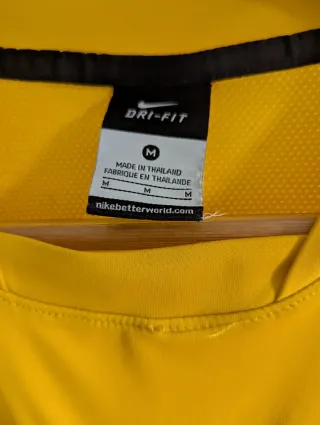 DRI-FIT
M
MADE IN THAILAND
FABRIQUE EN THAILANDE
M M M
nikebetterworld.com